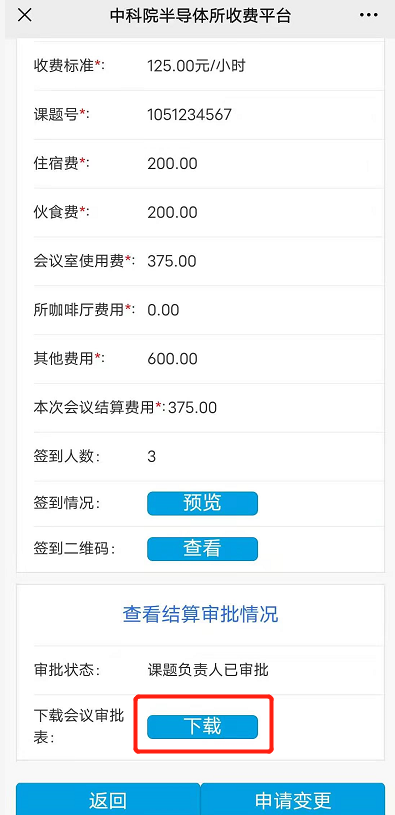 中科院半导体所收费平台
收费标准*: 125.00元/小时
课题号*: 1051234567
住宿费*: 200.00
伙食费*: 200.00
会议室使用费*: 375.00
所咖啡厅费用*: 0.00
其他费用*: 600.00
本次会议结算费用*:375.00
签到人数: 3
签到情况: 预览
签到二维码: 查看
查看结算审批情况
审批状态: 课题负责人已审批
下载会议审批
表: 下载
返回 申请变更